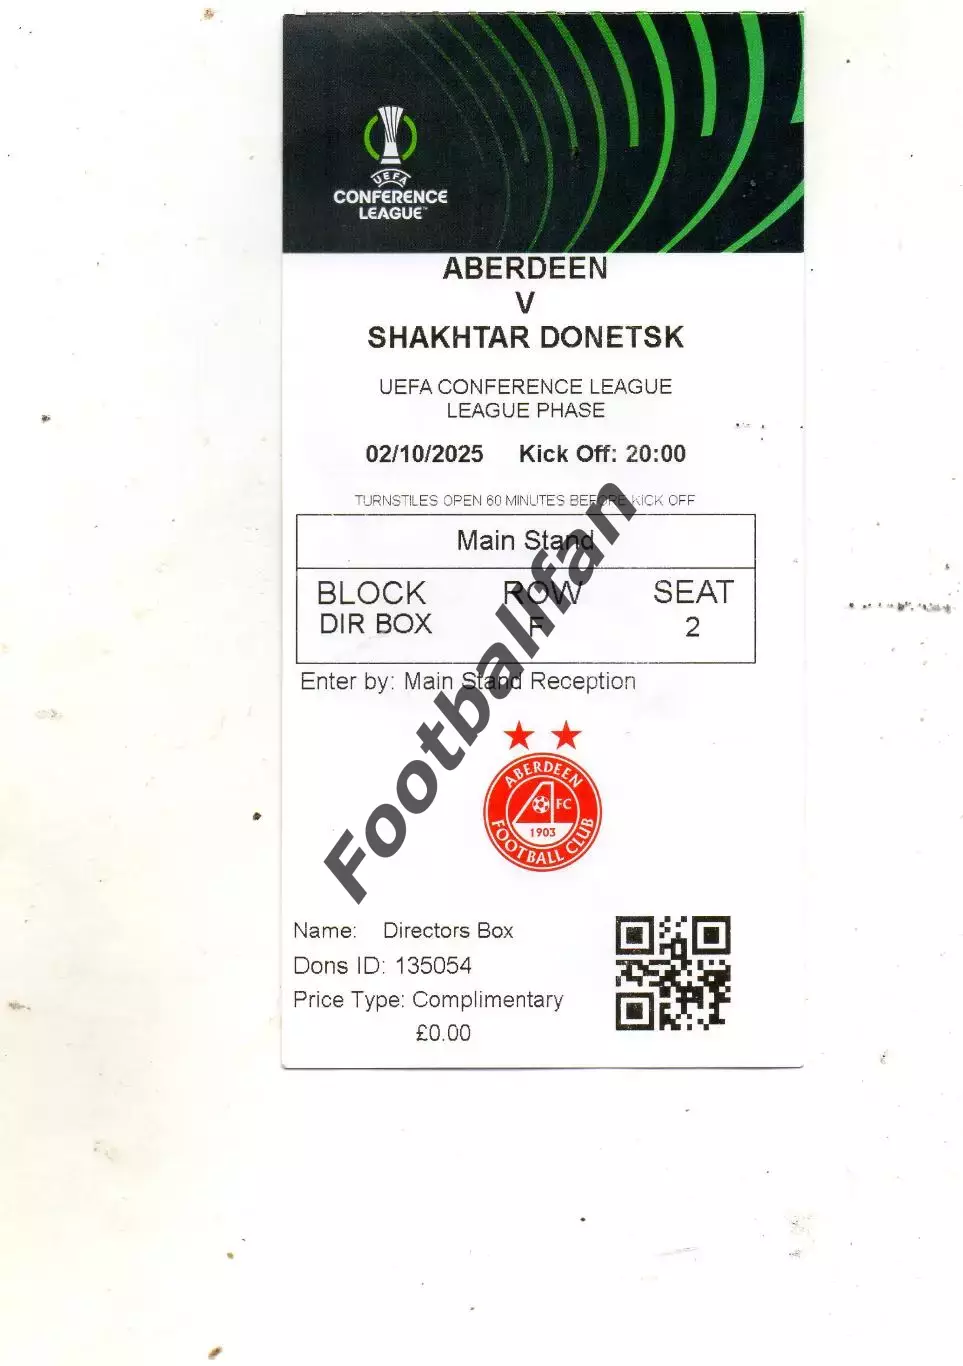 UEFA
CONFERENCE
LEAGUE™
ABERDEEN
V
SHAKHTAR DONETSK
UEFA CONFERENCE LEAGUE
LEAGUE PHASE
02/10/2025 Kick Off: 20:00
TURNSTILES OPEN 60 MINUTES BEFORE KICK OFF
Main Stand
BLOCK ROW SEAT
DIR BOX F 2
Enter by: Main Stand Reception
ABERDEEN
FC
1903
FOOTBALL CLUB
Name: Directors Box
Dons ID: 135054
Price Type: Complimentary
£0.00
Footballfan